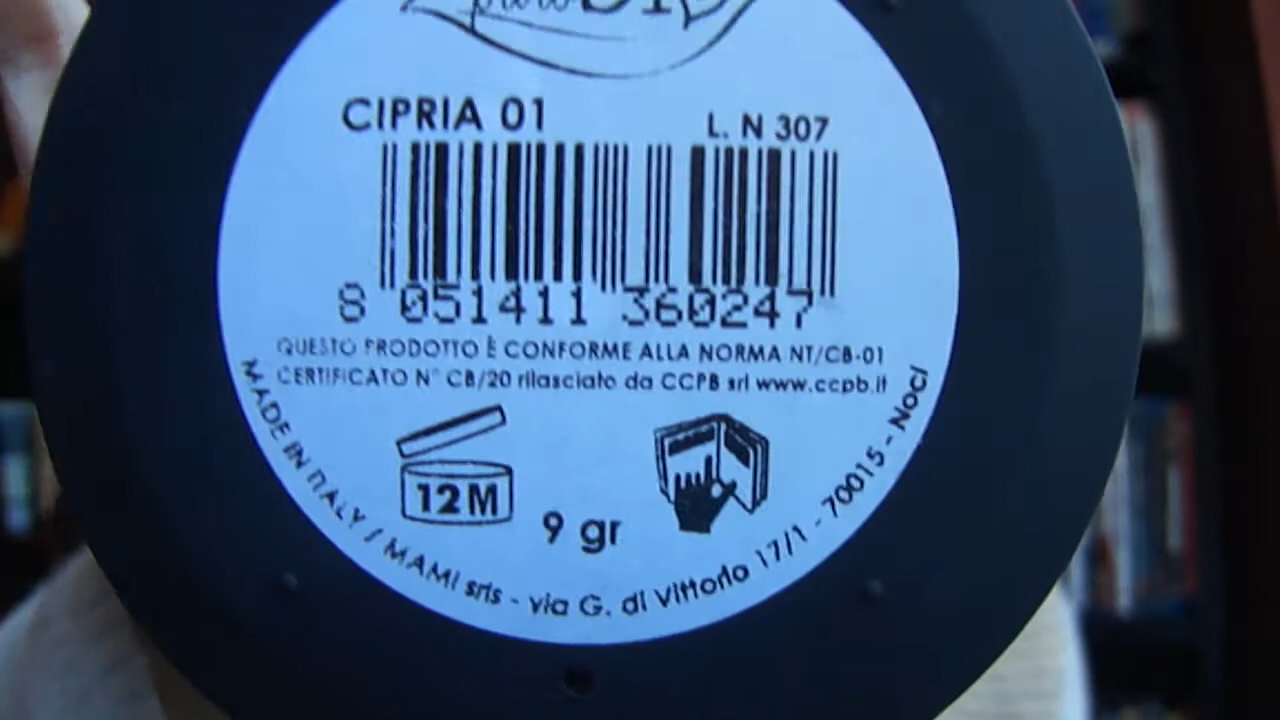 CIPRIA 01
L. N 307
8 051411 360247
QUESTO PRODOTTO È CONFORME ALLA NORMA NT/CB-01
CERTIFICATO N° CB/20 rilasciato da CCPB srl www.ccpb.it
12M
9 gr
MADE IN ITALY / MAMI srls - via G. di Vittorio 17/1 - 70015 - Noci